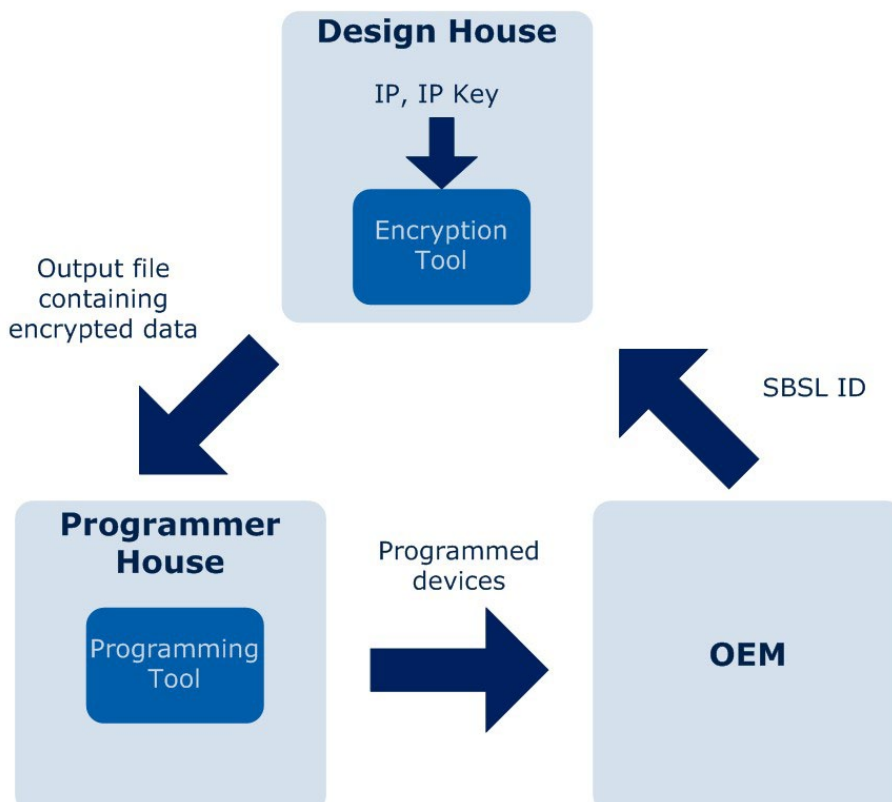 Design House
IP, IP Key
Encryption
Tool
Output file
containing
encrypted data
SBSL ID
Programmer
House
Programming
Tool
Programmed
devices
OEM